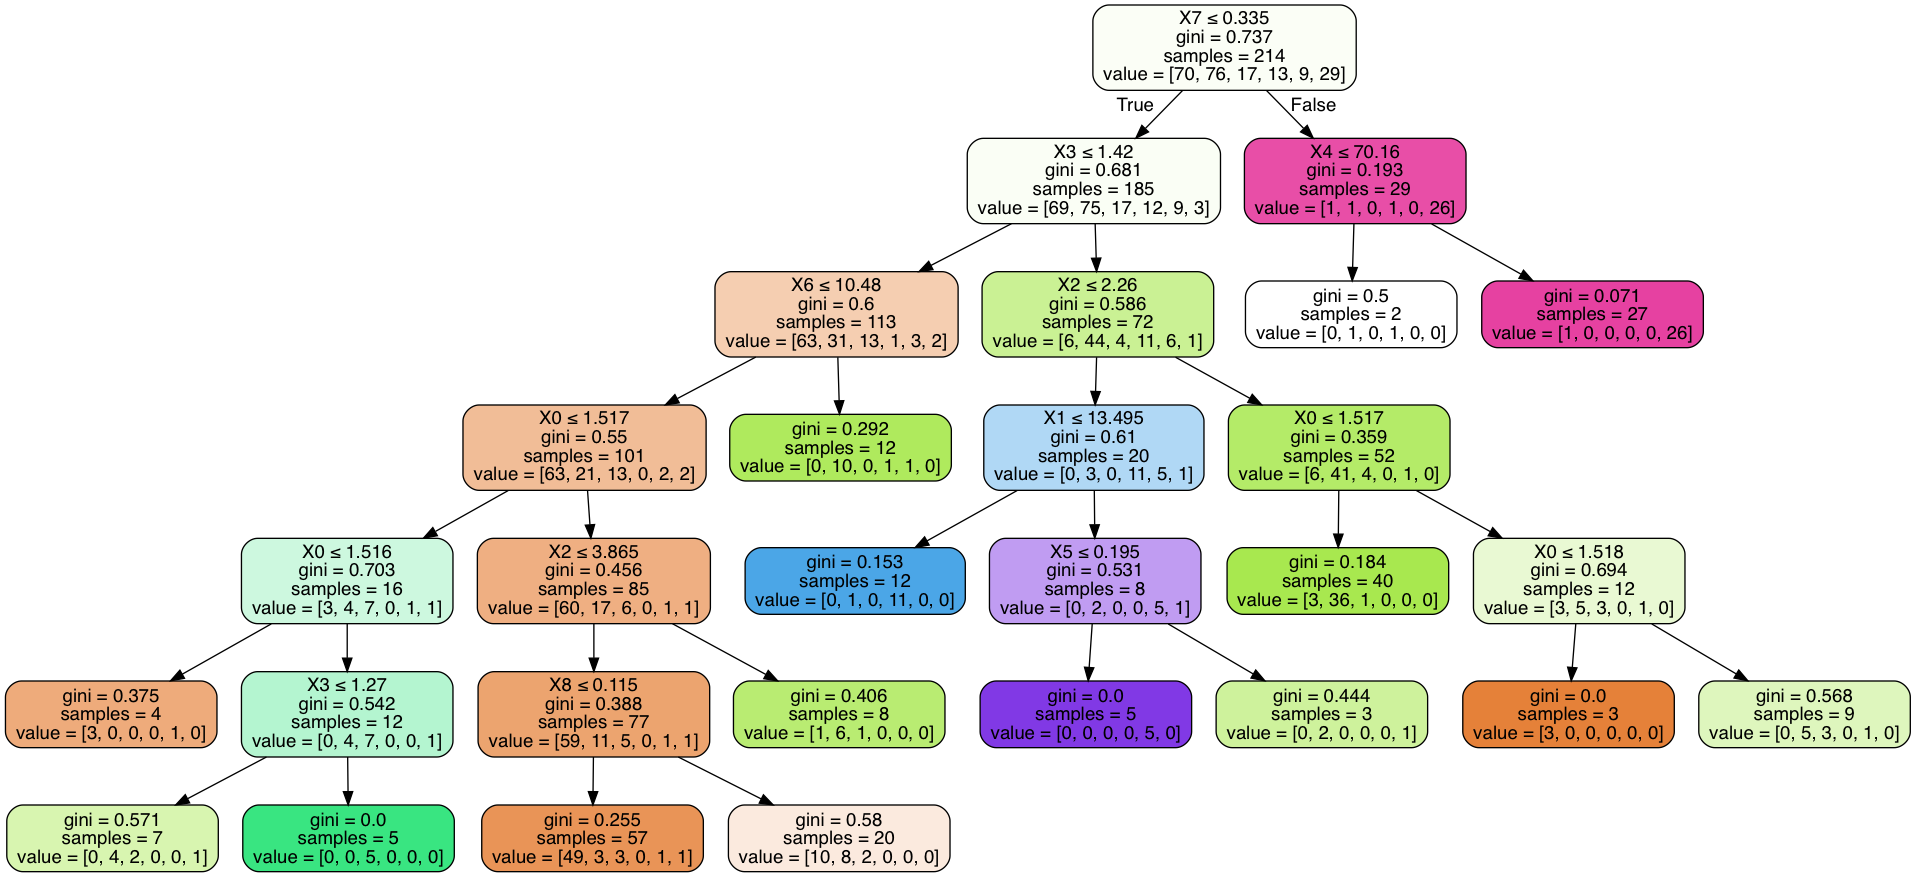 X7 ≤ 0.335
gini = 0.737
samples = 214
value = [70, 76, 17, 13, 9, 29]
True
False
X3 ≤ 1.42
gini = 0.681
samples = 185
value = [69, 75, 17, 12, 9, 3]
X4 ≤ 70.16
gini = 0.193
samples = 29
value = [1, 1, 0, 1, 0, 26]
X6 ≤ 10.48
gini = 0.6
samples = 113
value = [63, 31, 13, 1, 3, 2]
X2 ≤ 2.26
gini = 0.586
samples = 72
value = [6, 44, 4, 11, 6, 1]
gini = 0.5
samples = 2
value = [0, 1, 0, 1, 0, 0]
gini = 0.071
samples = 27
value = [1, 0, 0, 0, 0, 26]
X0 ≤ 1.517
gini = 0.55
samples = 101
value = [63, 21, 13, 0, 2, 2]
gini = 0.292
samples = 12
value = [0, 10, 0, 1, 1, 0]
X1 ≤ 13.495
gini = 0.61
samples = 20
value = [0, 3, 0, 11, 5, 1]
X0 ≤ 1.517
gini = 0.359
samples = 52
value = [6, 41, 4, 0, 1, 0]
X0 ≤ 1.516
gini = 0.703
samples = 16
value = [3, 4, 7, 0, 1, 1]
X2 ≤ 3.865
gini = 0.456
samples = 85
value = [60, 17, 6, 0, 1, 1]
gini = 0.153
samples = 12
value = [0, 1, 0, 11, 0, 0]
X5 ≤ 0.195
gini = 0.531
samples = 8
value = [0, 2, 0, 0, 5, 1]
gini = 0.184
samples = 40
value = [3, 36, 1, 0, 0, 0]
X0 ≤ 1.518
gini = 0.694
samples = 12
value = [3, 5, 3, 0, 1, 0]
gini = 0.375
samples = 4
value = [3, 0, 0, 0, 1, 0]
X3 ≤ 1.27
gini = 0.542
samples = 12
value = [0, 4, 7, 0, 0, 1]
X8 ≤ 0.115
gini = 0.388
samples = 77
value = [59, 11, 5, 0, 1, 1]
gini = 0.406
samples = 8
value = [1, 6, 1, 0, 0, 0]
gini = 0.0
samples = 5
value = [0, 0, 0, 0, 5, 0]
gini = 0.444
samples = 3
value = [0, 2, 0, 0, 0, 1]
gini = 0.0
samples = 3
value = [3, 0, 0, 0, 0, 0]
gini = 0.568
samples = 9
value = [0, 5, 3, 0, 1, 0]
gini = 0.571
samples = 7
value = [0, 4, 2, 0, 0, 1]
gini = 0.0
samples = 5
value = [0, 0, 5, 0, 0, 0]
gini = 0.255
samples = 57
value = [49, 3, 3, 0, 1, 1]
gini = 0.58
samples = 20
value = [10, 8, 2, 0, 0, 0]